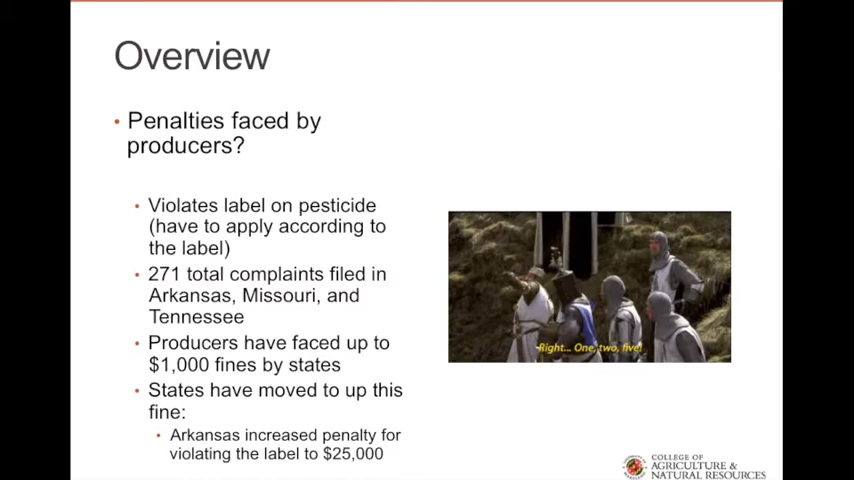 Overview
• Penalties faced by
producers?
• Violates label on pesticide
(have to apply according to
the label)
• 271 total complaints filed in
Arkansas, Missouri, and
Tennessee
• Producers have faced up to
$1,000 fines by states
• States have moved to up this
fine:
• Arkansas increased penalty for
violating the label to $25,000
Right... One, two, five!
COLLEGE OF
AGRICULTURE &
NATURAL RESOURCES